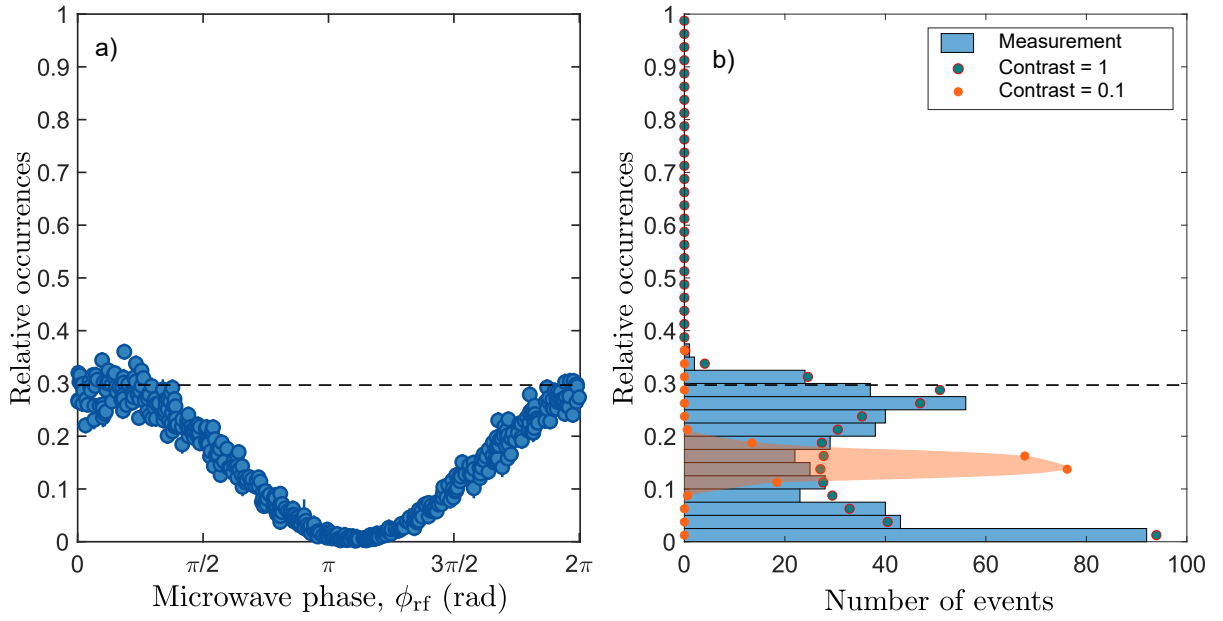 a)
Relative occurrences
1
0.9
0.8
0.7
0.6
0.5
0.4
0.3
0.2
0.1
0
0 π/2 π 3π/2 2π
Microwave phase, ϕrf (rad)
b)
Measurement
Contrast = 1
Contrast = 0.1
Relative occurrences
1
0.9
0.8
0.7
0.6
0.5
0.4
0.3
0.2
0.1
0
0 20 40 60 80 100
Number of events